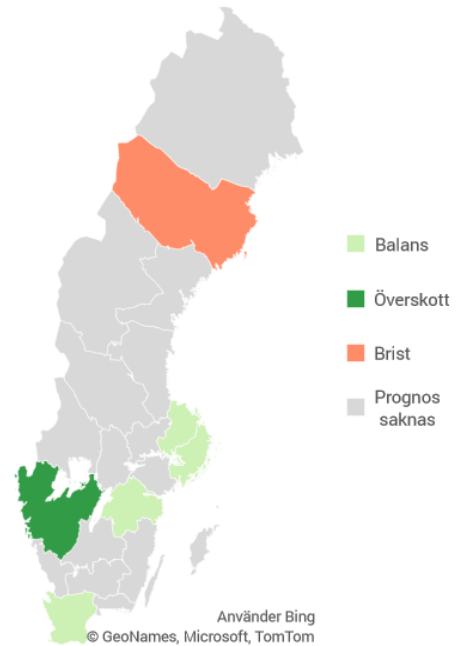 Balans
Överskott
Brist
Prognos
saknas
Använder Bing
© GeoNames, Microsoft, TomTom